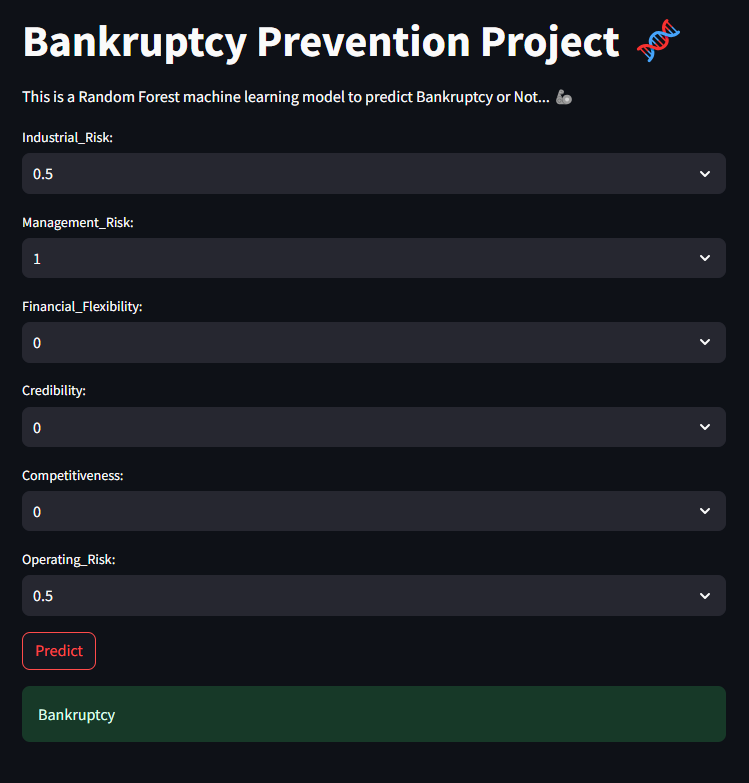 Bankruptcy Prevention Project 🧬
This is a Random Forest machine learning model to predict Bankruptcy or Not... 🦾
Industrial_Risk:
0.5
Management_Risk:
1
Financial_Flexibility:
0
Credibility:
0
Competitiveness:
0
Operating_Risk:
0.5
Predict
Bankruptcy